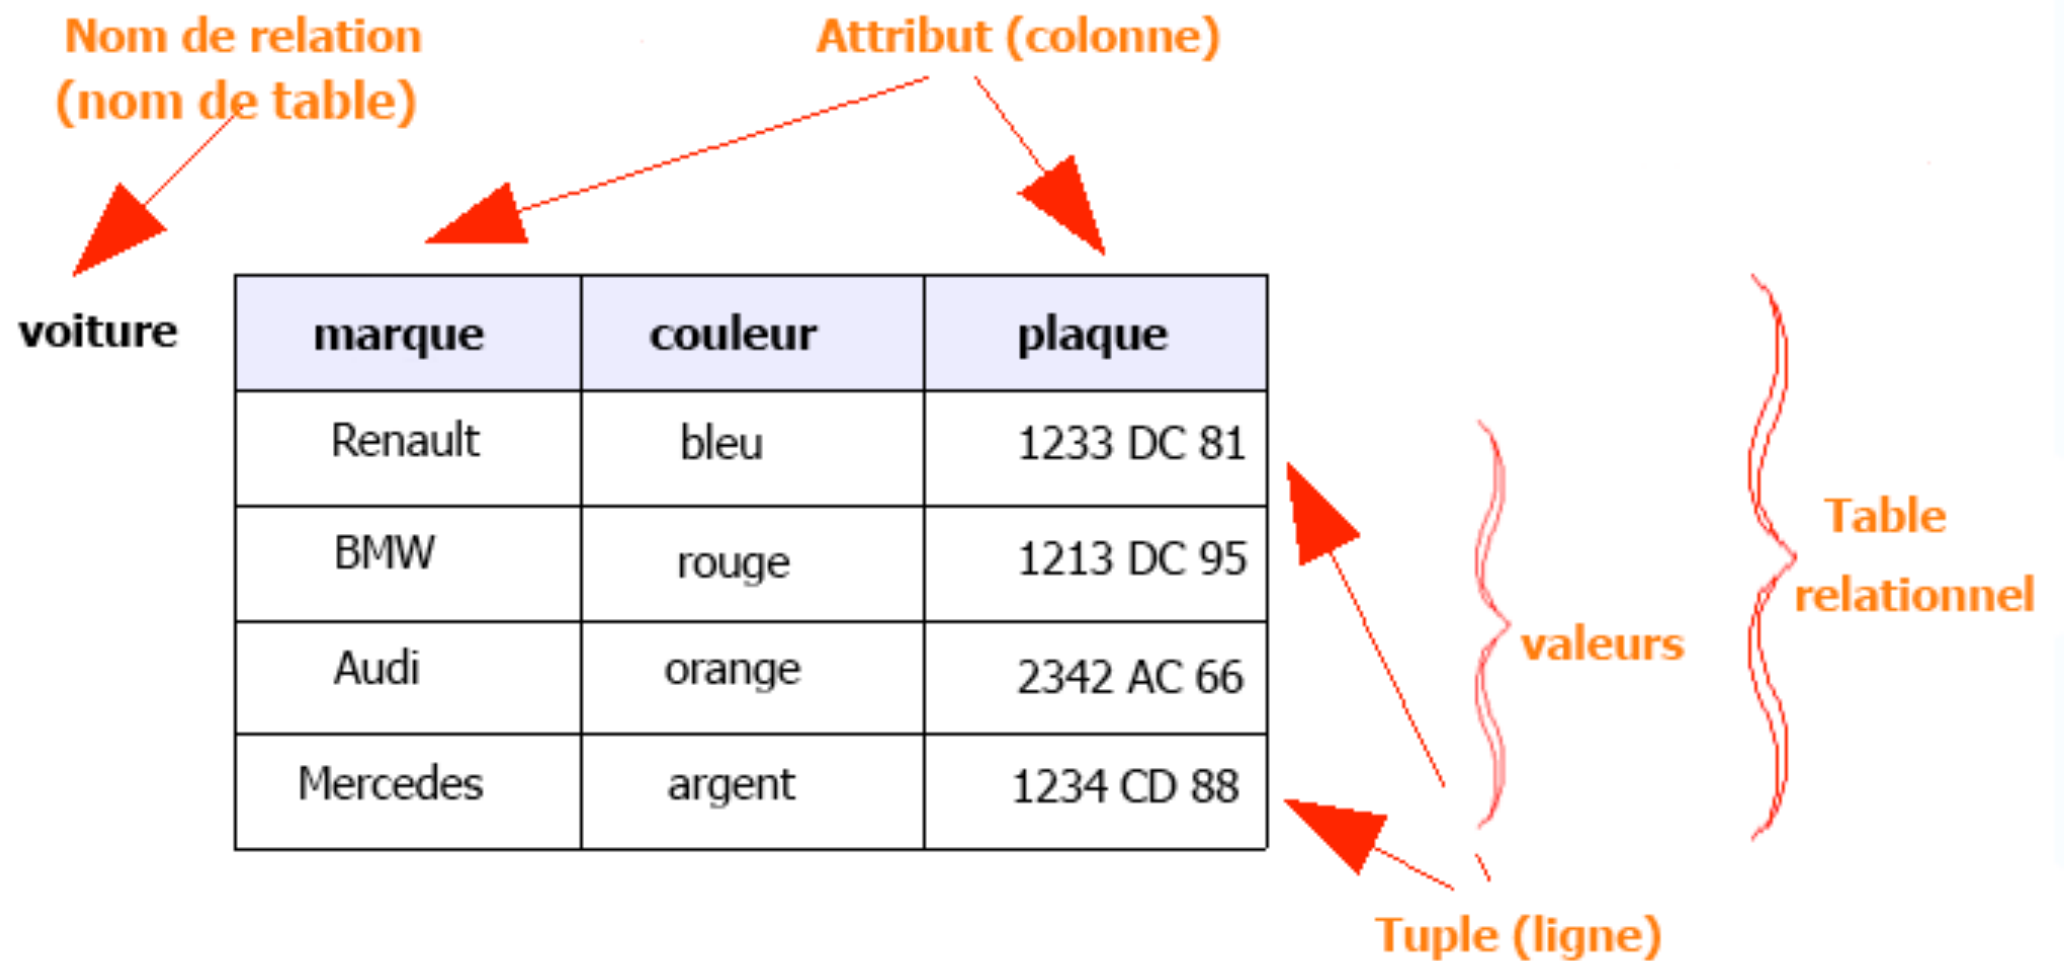 Nom de relation
(nom de table)
Attribut (colonne)
voiture
marque couleur plaque
Renault bleu 1233 DC 81
BMW rouge 1213 DC 95
Audi orange 2342 AC 66
Mercedes argent 1234 CD 88
valeurs
Table
relationnel
Tuple (ligne)